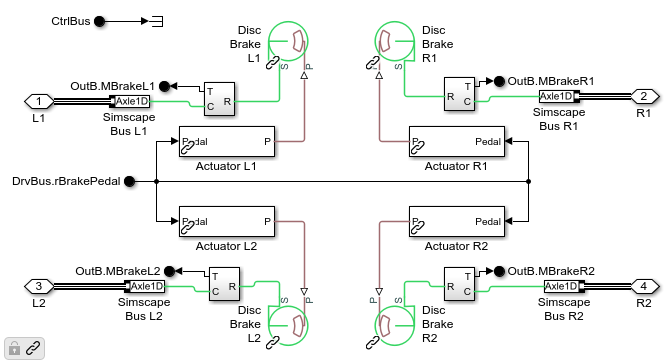 CtrlBus
Disc
Brake
L1
S
P
Disc
Brake
R1
P
S
OutB.MBrakeL1
T
C
R
OutB.MBrakeR1
T
R
C
1
L1
Axle1D
Simscape
Bus L1
Axle1D
Simscape
Bus R1
2
R1
Pedal
P
Actuator L1
P
Pedal
Actuator R1
DrvBus.rBrakePedal
Pedal
P
Actuator L2
P
Pedal
Actuator R2
OutB.MBrakeL2
T
C
R
OutB.MBrakeR2
T
R
C
3
L2
Axle1D
Simscape
Bus L2
Axle1D
Simscape
Bus R2
4
R2
S
P
Disc
Brake
L2
P
S
Disc
Brake
R2